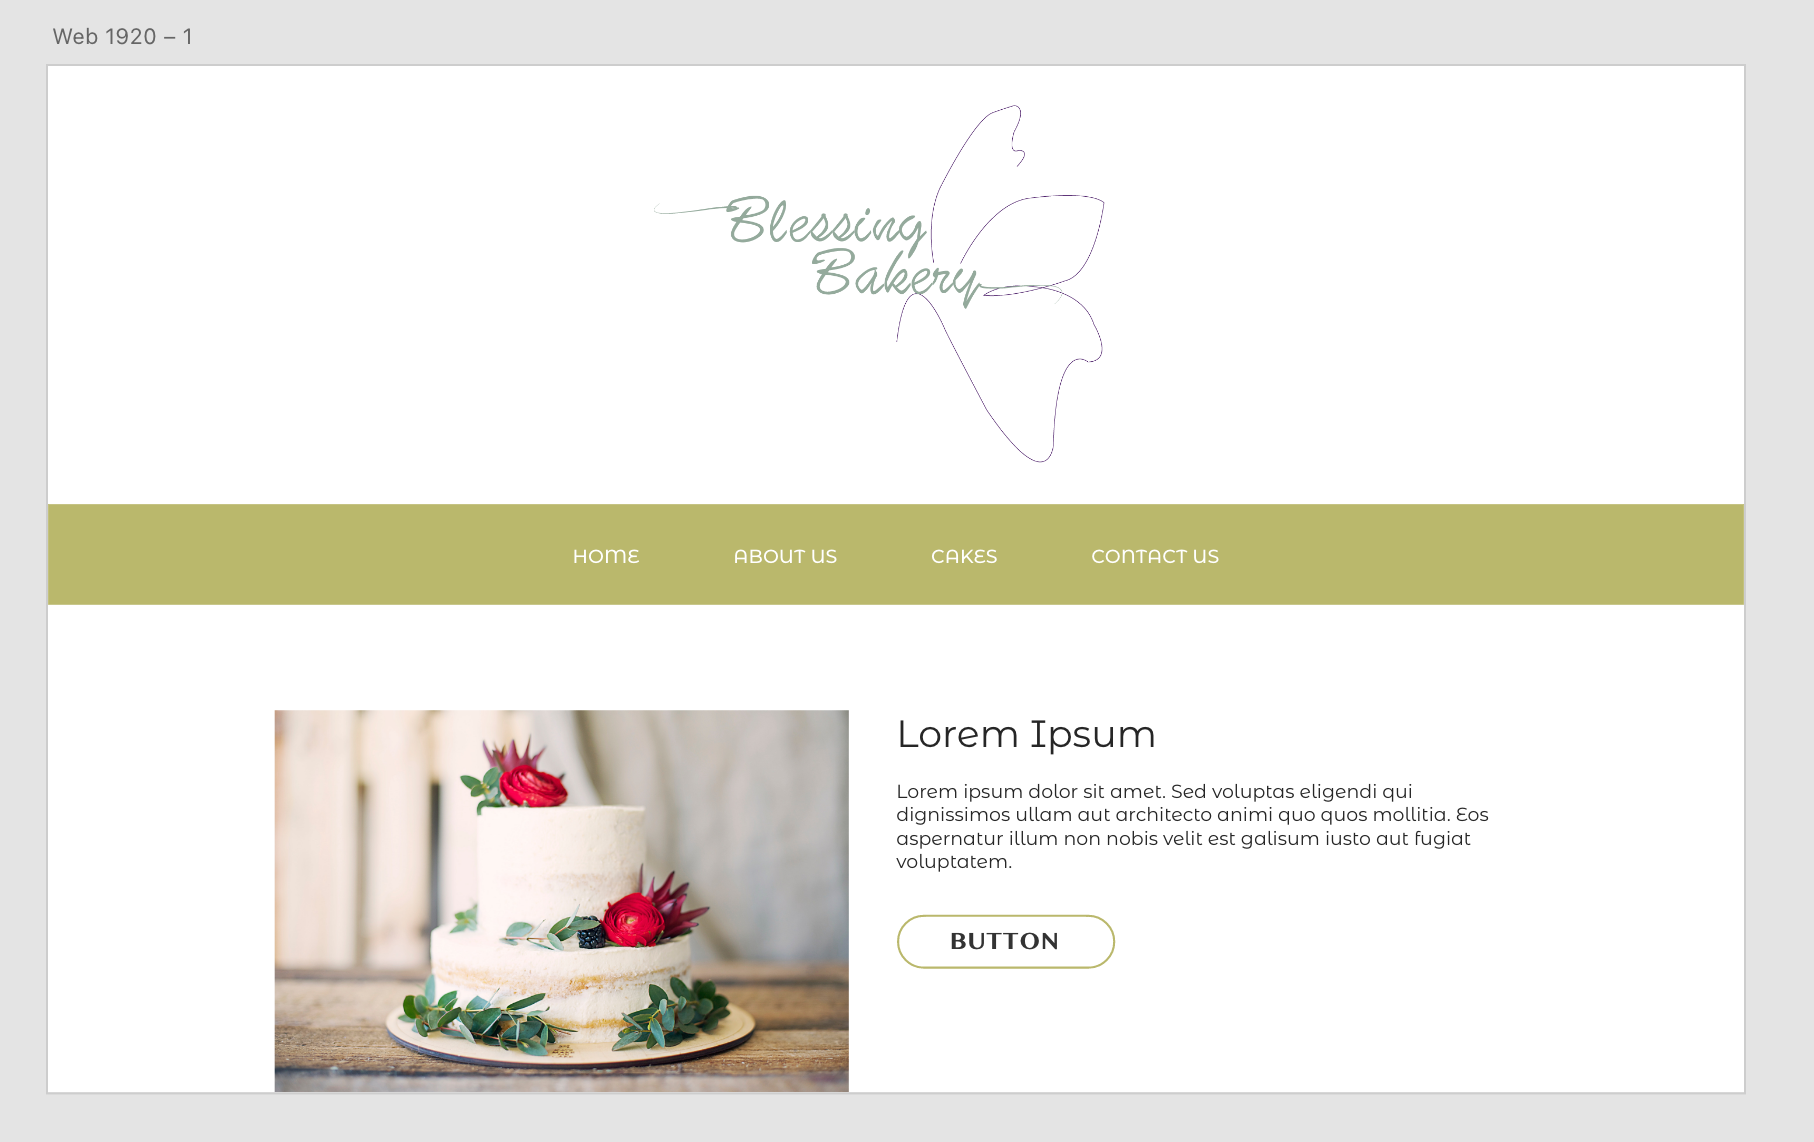 Web 1920 – 1
Blessing
Bakery
HOME ABOUT US CAKES CONTACT US
Lorem Ipsum
Lorem ipsum dolor sit amet. Sed voluptas eligendi qui
dignissimos ullam aut architecto animi quo quos mollitia. Eos
aspernatur illum non nobis velit est galisum iusto aut fugiat
voluptatem.
BUTTON